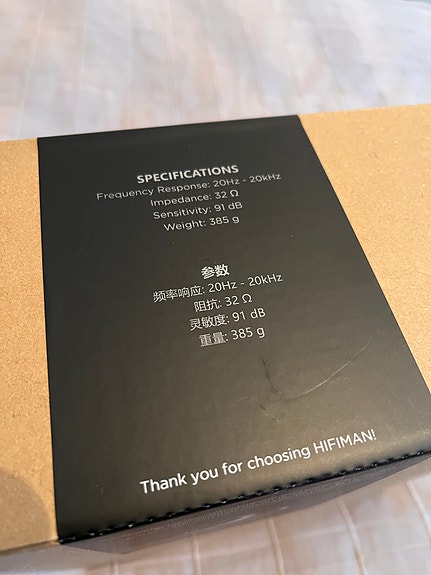 SPECIFICATIONS
Frequency Response: 20Hz - 20kHz
Impedance: 32 Ω
Sensitivity: 91 dB
Weight: 385 g
参数
频率响应: 20Hz - 20kHz
阻抗: 32 Ω
灵敏度: 91 dB
重量: 385 g
Thank you for choosing HIFIMAN!